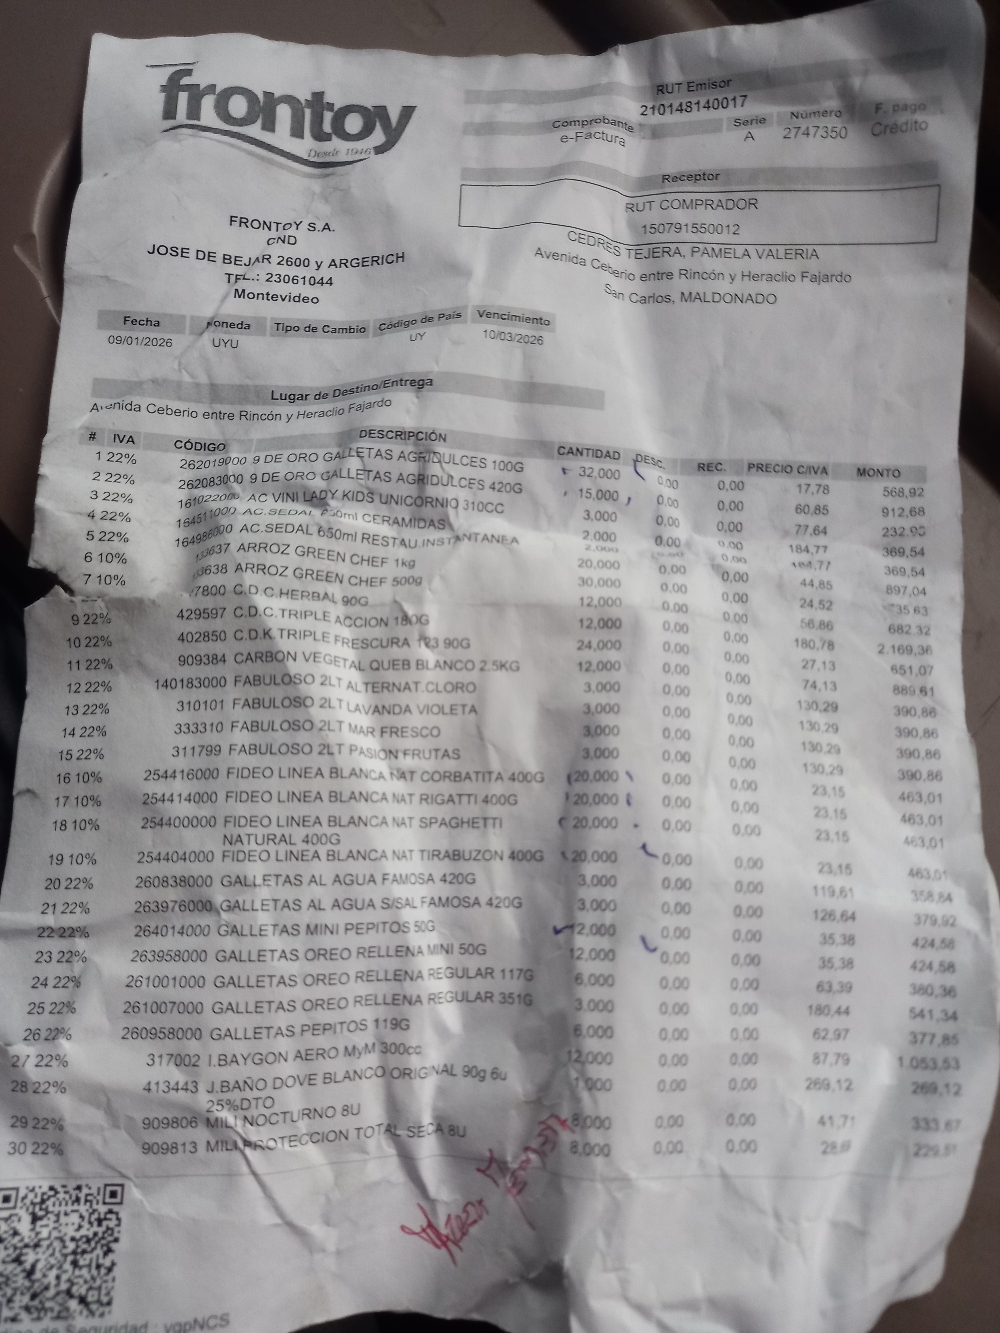 frontoy
Desde 1946
RUT Emisor
210148140017
Comprobante Serie Número F. pago
e-Factura A 2747350 Crédito
Receptor
RUT COMPRADOR
150791550012
CEDRES TEJERA, PAMELA VALERIA
Avenida Ceberio entre Rincón y Heraclio Fajardo
San Carlos, MALDONADO
FRONTOY S.A.
CND
JOSE DE BEJAR 2600 y ARGERICH
TEL.: 23061044
Montevideo
Fecha Moneda Tipo de Cambio Código de País Vencimiento
09/01/2026 UYU UY 10/03/2026
Lugar de Destino/Entrega
Avenida Ceberio entre Rincón y Heraclio Fajardo
# IVA CÓDIGO DESCRIPCIÓN CANTIDAD DESC. REC. PRECIO C/IVA MONTO
1 22% 262019000 9 DE ORO GALLETAS AGRIDULCES 100G 32,000 0,00 0,00 17,78 568,92
2 22% 262083000 9 DE ORO GALLETAS AGRIDULCES 420G 15,000 0,00 0,00 60,85 912,68
3 22% 161022000 AC VINI LADY KIDS UNICORNIO 310CC 3,000 0,00 0,00 77,64 232,93
4 22% 164511000 AC.SEDAL 650ml CERAMIDAS 2,000 0,00 0,00 184,77 369,54
5 22% 164986000 AC.SEDAL 650ml RESTAU.INSTANTANEA 2,000 0,00 0,00 184,77 369,54
6 10% ARROZ GREEN CHEF 1kg 20,000 0,00 0,00 44,85 897,04
7 10% ARROZ GREEN CHEF 500g 30,000 0,00 0,00 24,52
C.D.C HERBAL 90G 12,000 0,00 0,00 56,86 682,32
9 22% 429597 C.D.C.TRIPLE ACCION 180G 12,000 0,00 0,00 180,78 2.169,36
10 22% 402850 C.D.K.TRIPLE FRESCURA 123 90G 24,000 0,00 0,00 27,13 651,07
11 22% 909384 CARBON VEGETAL QUEB BLANCO 2.5KG 12,000 0,00 0,00 74,13 889,61
12 22% 140183000 FABULOSO 2LT ALTERNAT.CLORO 3,000 0,00 0,00 130,29 390,86
13 22% 310101 FABULOSO 2LT LAVANDA VIOLETA 3,000 0,00 0,00 130,29 390,86
14 22% 333310 FABULOSO 2LT MAR FRESCO 3,000 0,00 0,00 130,29 390,86
15 22% 311799 FABULOSO 2LT PASION FRUTAS 3,000 0,00 0,00 130,29 390,86
16 10% 254416000 FIDEO LINEA BLANCA NAT CORBATITA 400G 20,000 0,00 0,00 23,15 463,01
17 10% 254414000 FIDEO LINEA BLANCA NAT RIGATTI 400G 20,000 0,00 0,00 23,15 463,01
18 10% 254400000 FIDEO LINEA BLANCA NAT SPAGHETTI 20,000 0,00 0,00 23,15 463,01
NATURAL 400G
19 10% 254404000 FIDEO LINEA BLANCA NAT TIRABUZON 400G 20,000 0,00 0,00 23,15 463,01
20 22% 260838000 GALLETAS AL AGUA FAMOSA 420G 3,000 0,00 0,00 119,61 358,84
21 22% 263976000 GALLETAS AL AGUA S/SAL FAMOSA 420G 3,000 0,00 0,00 126,64 379,92
22 22% 264014000 GALLETAS MINI PEPITOS 50G 12,000 0,00 0,00 35,38 424,58
23 22% 263958000 GALLETAS OREO RELLENA MINI 50G 12,000 0,00 0,00 35,38 424,58
24 22% 261001000 GALLETAS OREO RELLENA REGULAR 117G 6,000 0,00 0,00 63,39 380,36
25 22% 261007000 GALLETAS OREO RELLENA REGULAR 351G 3,000 0,00 0,00 180,44 541,34
26 22% 260958000 GALLETAS PEPITOS 119G 6,000 0,00 0,00 62,97 377,85
27 22% 317002 I.BAYGON AERO MyM 300cc 12,000 0,00 0,00 87,79 1.053,53
28 22% 413443 J.BAÑO DOVE BLANCO ORIGINAL 90g 6u 1,000 0,00 0,00 269,12 269,12
25%DTO
29 22% 909806 MILI NOCTURNO 8U 8,000 0,00 0,00 41,71 333,67
30 22% 909813 MILI PROTECCION TOTAL SECA 8U 8,000 0,00 0,00
Seguridad : vgpNCS